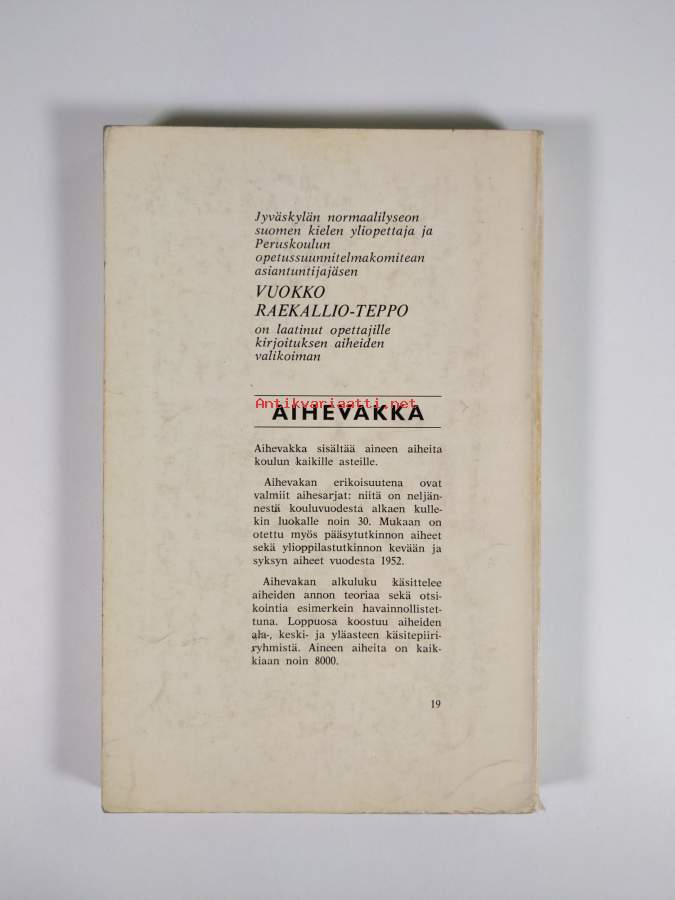 Jyväskylän normaalilyseon
suomen kielen yliopettaja ja
Peruskoulun
opetussuunnitelmakomitean
asiantuntijajäsen
VUOKKO
RAEKALLIO-TEPPO
on laatinut opettajille
kirjoituksen aiheiden
valikoiman
Antikvariaatti.net
AIHEVAKKA
Aihevakka sisältää aineen aiheita
koulun kaikille asteille.
Aihevakan erikoisuutena ovat
valmiit aihesarjat: niitä on neljän-
nestä kouluvuodesta alkaen kulle-
kin luokalle noin 30. Mukaan on
otettu myös pääsytutkinnon aiheet
sekä ylioppilastutkinnon kevään ja
syksyn aiheet vuodesta 1952.
Aihevakan alkuluku käsittelee
aiheiden annon teoriaa sekä otsi-
kointia esimerkein havainnollistet-
tuna. Loppuosa koostuu aiheiden
ala-, keski- ja yläasteen käsitepiiri-
ryhmistä. Aineen aiheita on kaik-
kiaan noin 8000.
19